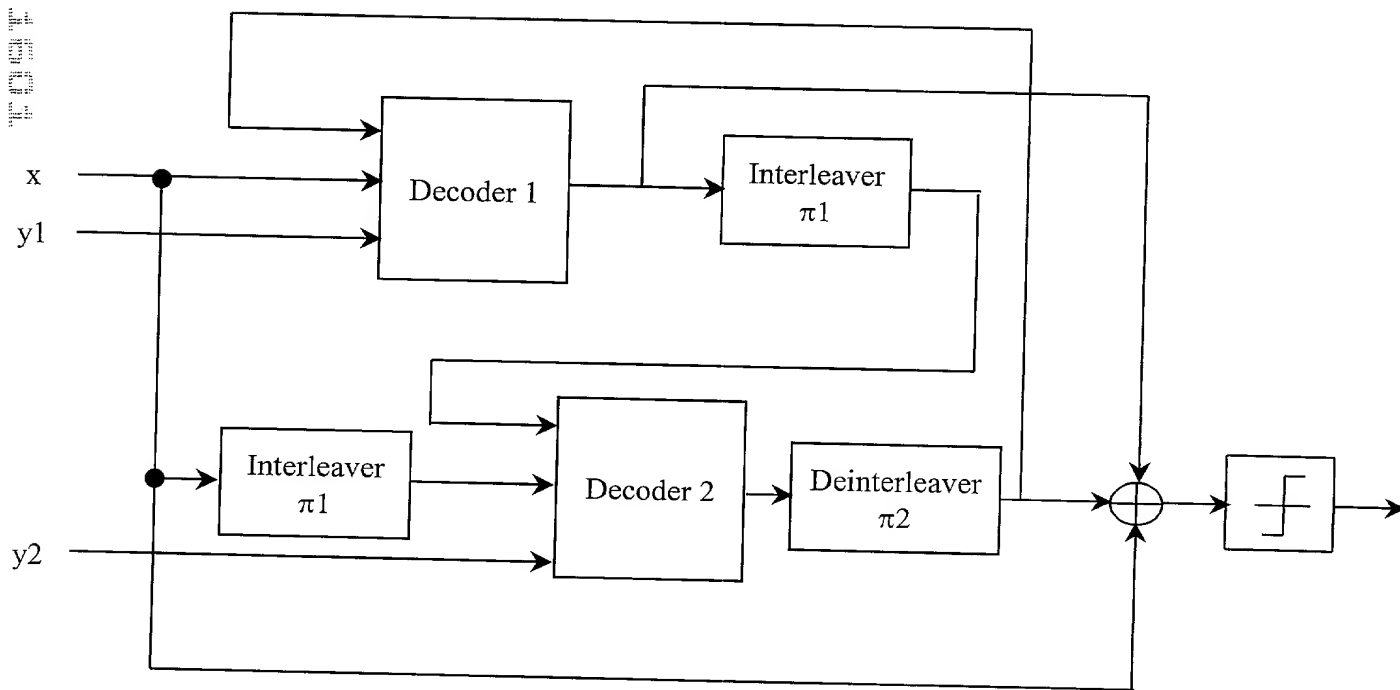 x
y1
y2
Decoder 1
Interleaver
π1
Interleaver
π1
Decoder 2
Deinterleaver
π2